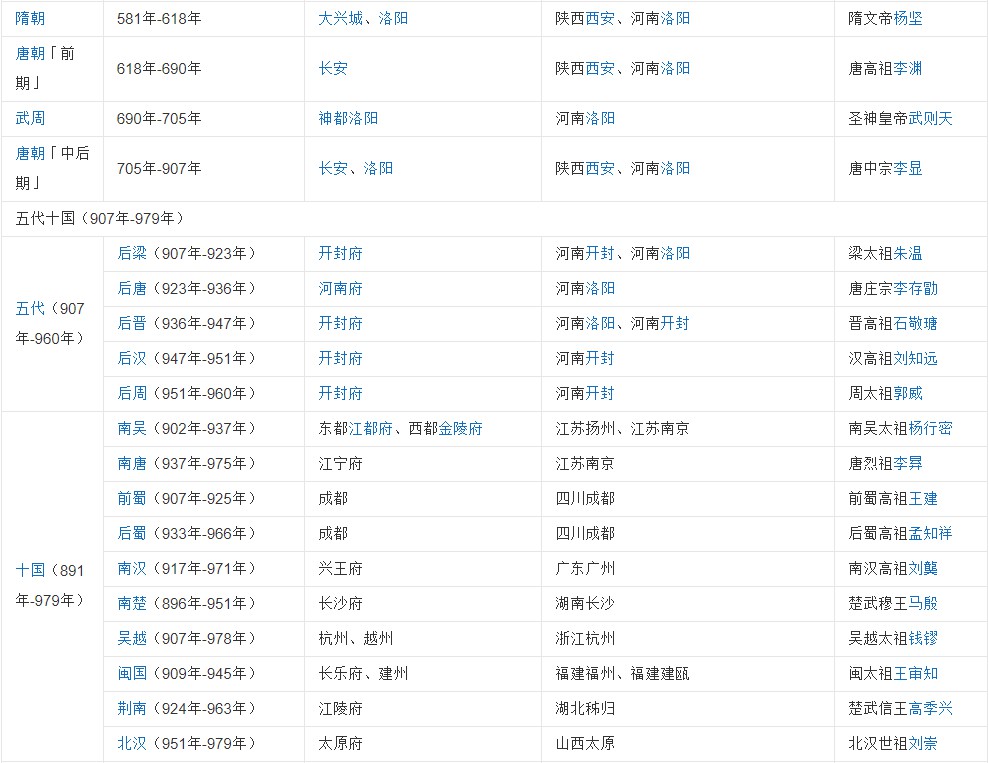 隋朝 581年-618年 大兴城、洛阳 陕西西安、河南洛阳 隋文帝杨坚
唐朝「前期」 618年-690年 长安 陕西西安、河南洛阳 唐高祖李渊
武周 690年-705年 神都洛阳 河南洛阳 圣神皇帝武则天
唐朝「中后期」 705年-907年 长安、洛阳 陕西西安、河南洛阳 唐中宗李显
五代十国（907年-979年）
五代（907年-960年） 后梁（907年-923年） 开封府 河南开封、河南洛阳 梁太祖朱温
后唐（923年-936年） 河南府 河南洛阳 唐庄宗李存勖
后晋（936年-947年） 开封府 河南洛阳、河南开封 晋高祖石敬瑭
后汉（947年-951年） 开封府 河南开封 汉高祖刘知远
后周（951年-960年） 开封府 河南开封 周太祖郭威
十国（891年-979年） 南吴（902年-937年） 东都江都府、西都金陵府 江苏扬州、江苏南京 南吴太祖杨行密
南唐（937年-975年） 江宁府 江苏南京 唐烈祖李昪
前蜀（907年-925年） 成都 四川成都 前蜀高祖王建
后蜀（933年-966年） 成都 四川成都 后蜀高祖孟知祥
南汉（917年-971年） 兴王府 广东广州 南汉高祖刘龑
南楚（896年-951年） 长沙府 湖南长沙 楚武穆王马殷
吴越（907年-978年） 杭州、越州 浙江杭州 吴越太祖钱镠
闽国（909年-945年） 长乐府、建州 福建福州、福建建瓯 闽太祖王审知
荆南（924年-963年） 江陵府 湖北秭归 楚武信王高季兴
北汉（951年-979年） 太原府 山西太原 北汉世祖刘崇